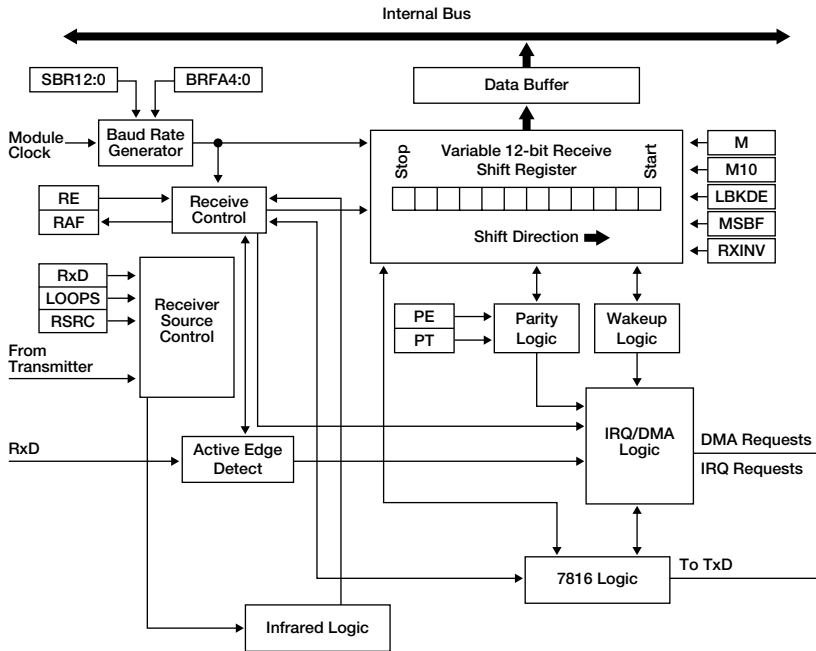 Internal Bus
SBR12:0
BRFA4:0
Data Buffer
Module
Clock
Baud Rate
Generator
Stop
Variable 12-bit Receive
Shift Register
Start
Shift Direction
M
M10
LBKDE
MSBF
RXINV
RE
RAF
Receive
Control
RxD
LOOPS
RSRC
Receiver
Source
Control
From
Transmitter
PE
PT
Parity
Logic
Wakeup
Logic
RxD
Active Edge
Detect
IRQ/DMA
Logic
DMA Requests
IRQ Requests
7816 Logic
To TxD
Infrared Logic